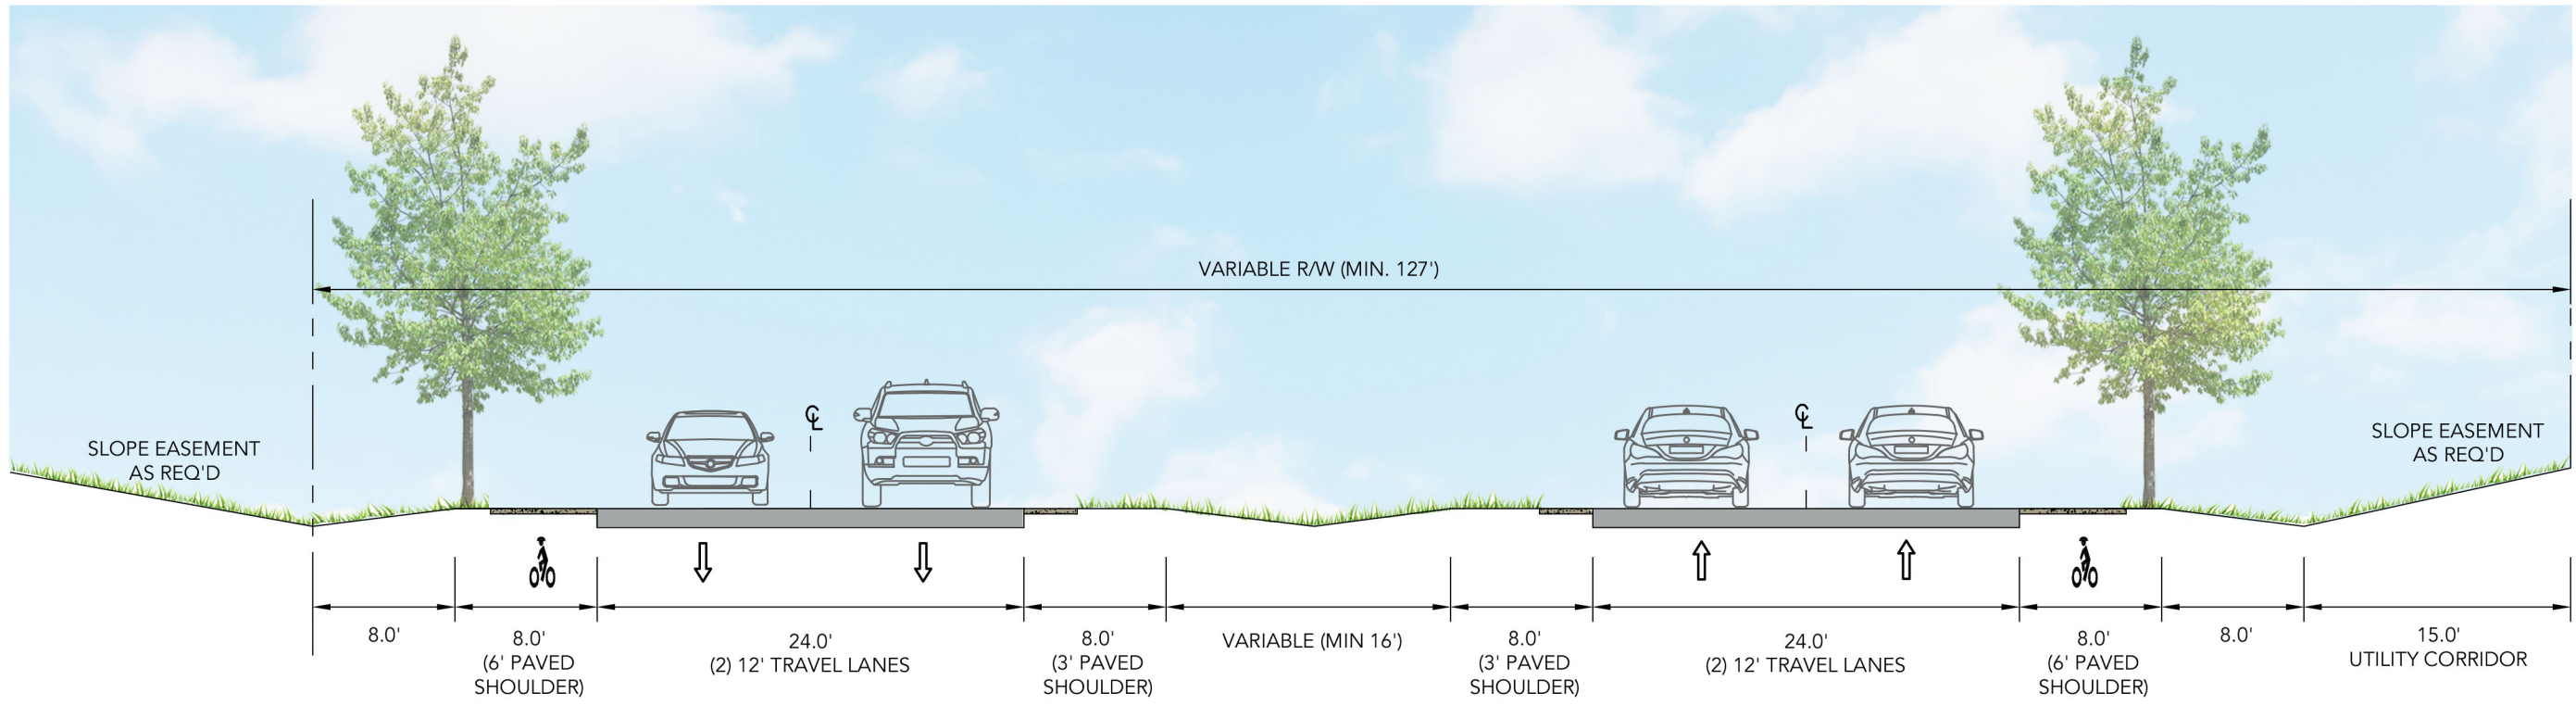 VARIABLE R/W (MIN. 127')
SLOPE EASEMENT
AS REQ'D
℄
℄
SLOPE EASEMENT
AS REQ'D
8.0'
8.0'
(6' PAVED
SHOULDER)
24.0'
(2) 12' TRAVEL LANES
8.0'
(3' PAVED
SHOULDER)
VARIABLE (MIN 16')
8.0'
(3' PAVED
SHOULDER)
24.0'
(2) 12' TRAVEL LANES
8.0'
(6' PAVED
SHOULDER)
8.0'
15.0'
UTILITY CORRIDOR